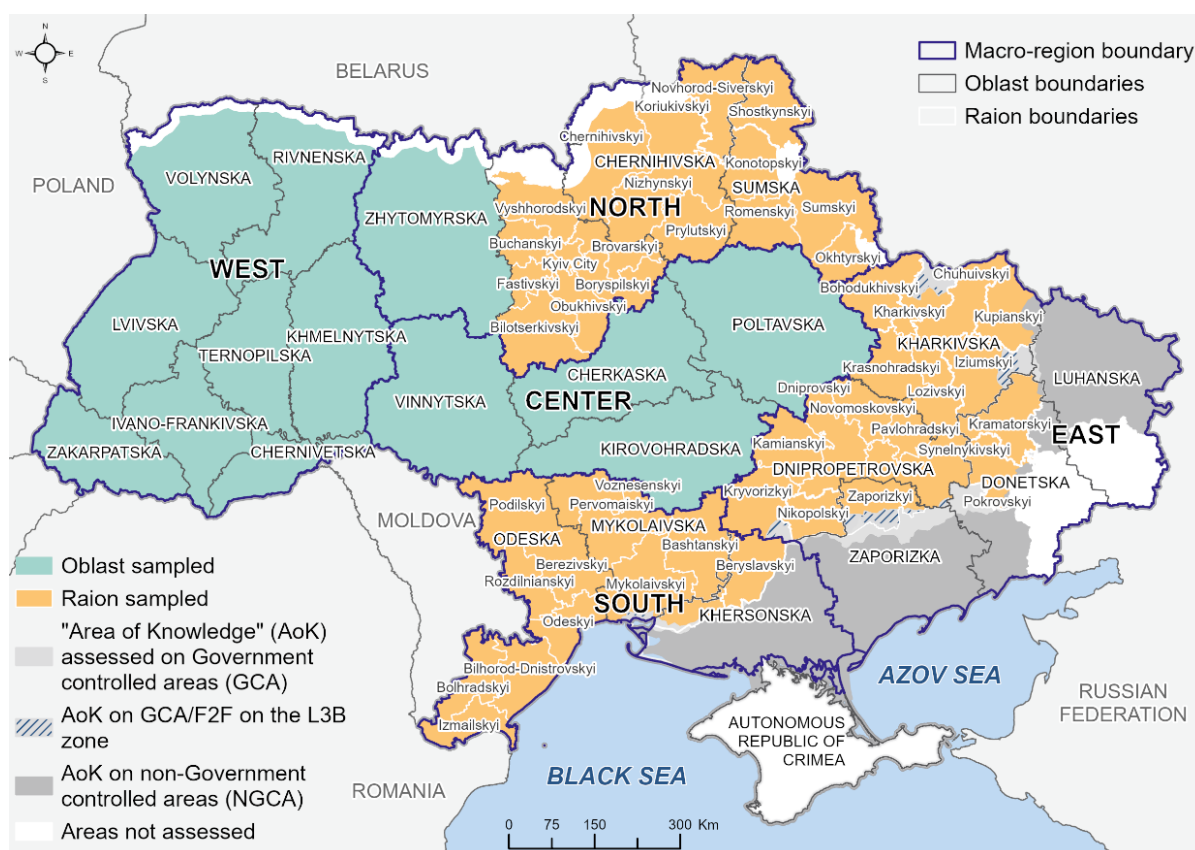 N
W E
S
BELARUS
POLAND
MOLDOVA
ROMANIA
RUSSIAN
FEDERATION
BLACK SEA
AZOV SEA
AUTONOMOUS
REPUBLIC OF
CRIMEA
Macro-region boundary
Oblast boundaries
Raion boundaries
WEST
VOLYNSKA
RIVNENSKA
LVIVSKA
TERNOPILSKA
KHMELNYTSKA
IVANO-FRANKIVSKA
ZAKARPATSKA
CHERNIVETSKA
NORTH
ZHYTOMYRSKA
CHERNIHIVSKA
SUMSKA
Novhorod-Siverskyi
Koriukivskyi
Shostkynskyi
Chernihivskyi
Konotopskyi
Nizhynskyi
Vyshhorodskyi
Romenskyi
Sumskyi
Prylutskyi
Buchanskyi
Brovarskyi
Okhtyrskyi
Kyiv City
Fastivskyi
Boryspilskyi
Obukhivskyi
Bilotserkivskyi
CENTER
POLTAVSKA
CHERKASKA
VINNYTSKA
KIROVOHRADSKA
EAST
Chuhuivskyi
Bohodukhivskyi
Kharkivskyi
Kupianskyi
KHARKIVSKA
Iziumskyi
Krasnohradskyi
LUHANSKA
Dniprovskyi
Lozivskyi
Novomoskovskyi
Kramatorskyi
Pavlohradskyi
Kamianskyi
Synelnykivskyi
DNIPROPETROVSKA
DONETSKA
Kryvorizkyi
Zaporizkyi
Pokrovskyi
Nikopolskyi
ZAPORIZKA
SOUTH
Voznesenskyi
Podilskyi
Pervomaiskyi
MYKOLAIVSKA
ODESKA
Bashtanskyi
Berezivskyi
Beryslavskyi
Rozdilnianskyi
Mykolaivskyi
KHERSONSKA
Odeskyi
Bilhorod-Dnistrovskyi
Bolhradskyi
Izmailskyi
Oblast sampled
Raion sampled
"Area of Knowledge" (AoK)
assessed on Government
controlled areas (GCA)
AoK on GCA/F2F on the L3B
zone
AoK on non-Government
controlled areas (NGCA)
Areas not assessed
0 75 150 300 Km